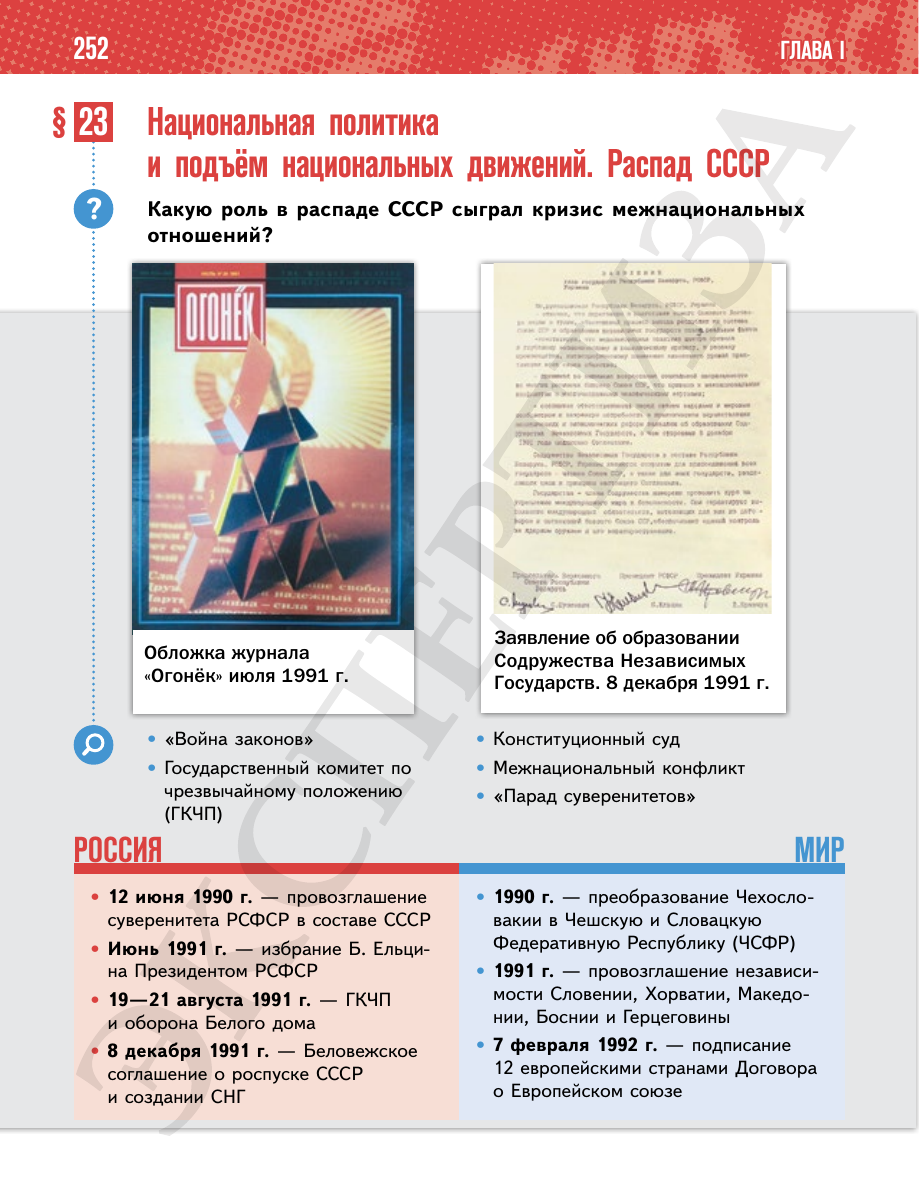 252
ГЛАВА I
§ 23
Национальная политика
и подъём национальных движений. Распад СССР
?
Какую роль в распаде СССР сыграл кризис межнациональных
отношений?
ОГОНЁК
ЗАЯВЛЕНИЕ
Обложка журнала
«Огонёк» июля 1991 г.
Заявление об образовании
Содружества Независимых
Государств. 8 декабря 1991 г.
• «Война законов»
• Государственный комитет по
чрезвычайному положению
(ГКЧП)
• Конституционный суд
• Межнациональный конфликт
• «Парад суверенитетов»
РОССИЯ
• 12 июня 1990 г. — провозглашение
суверенитета РСФСР в составе СССР
• Июнь 1991 г. — избрание Б. Ельци-
на Президентом РСФСР
• 19—21 августа 1991 г. — ГКЧП
и оборона Белого дома
• 8 декабря 1991 г. — Беловежское
соглашение о роспуске СССР
и создании СНГ
МИР
• 1990 г. — преобразование Чехосло-
вакии в Чешскую и Словацкую
Федеративную Республику (ЧСФР)
• 1991 г. — провозглашение независи-
мости Словении, Хорватии, Македо-
нии, Боснии и Герцеговины
• 7 февраля 1992 г. — подписание
12 европейскими странами Договора
о Европейском союзе
ЭКСПЕРТИЗА